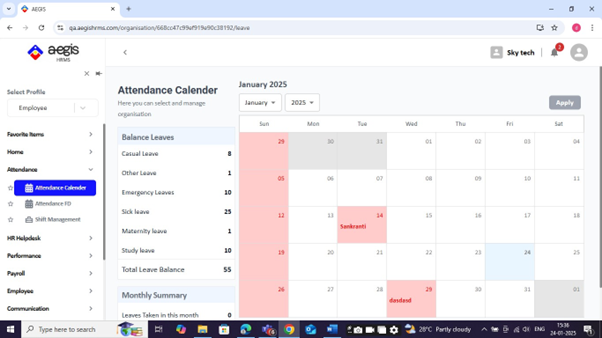 AEGIS
qa.aegishrms.com/organisation/668cc47c99ef919e90c38192/leave
aegis
HRMS
Sky tech
2
Select Profile
Employee
Favorite Items
Home
Attendance
Attendance Calender
Attendance FD
Shift Management
HR Helpdesk
Performance
Payroll
Employee
Communication
Attendance Calender
Here you can select and manage
organisation
Balance Leaves
Casual Leave 8
Other Leave 1
Emergency Leaves 10
Sick leave 25
Maternity leave 1
Study leave 10
Total Leave Balance 55
Monthly Summary
Leaves Taken in this month 0
January 2025
January 2025 Apply
Sun Mon Tue Wed Thu Fri Sat
29 30 31 01 02 03 04
05 06 07 08 09 10 11
12 13 14 15 16 17 18
Sankranti
19 20 21 22 23 24 25
26 27 28 29 30 31 01
dasdasd
Type here to search
28°C Partly cloudy
ENG
15:36
24-01-2025